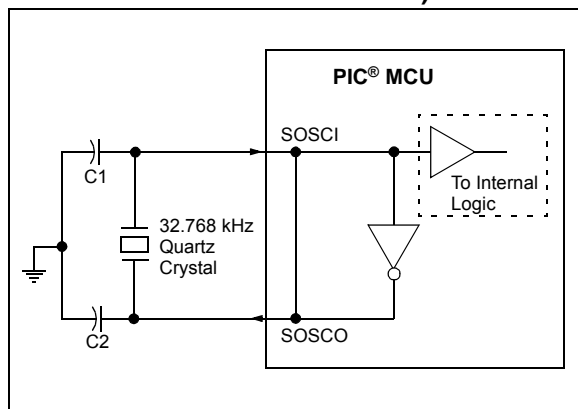 PIC® MCU
SOSCI
C1
To Internal
Logic
32.768 kHz
Quartz
Crystal
C2
SOSCO